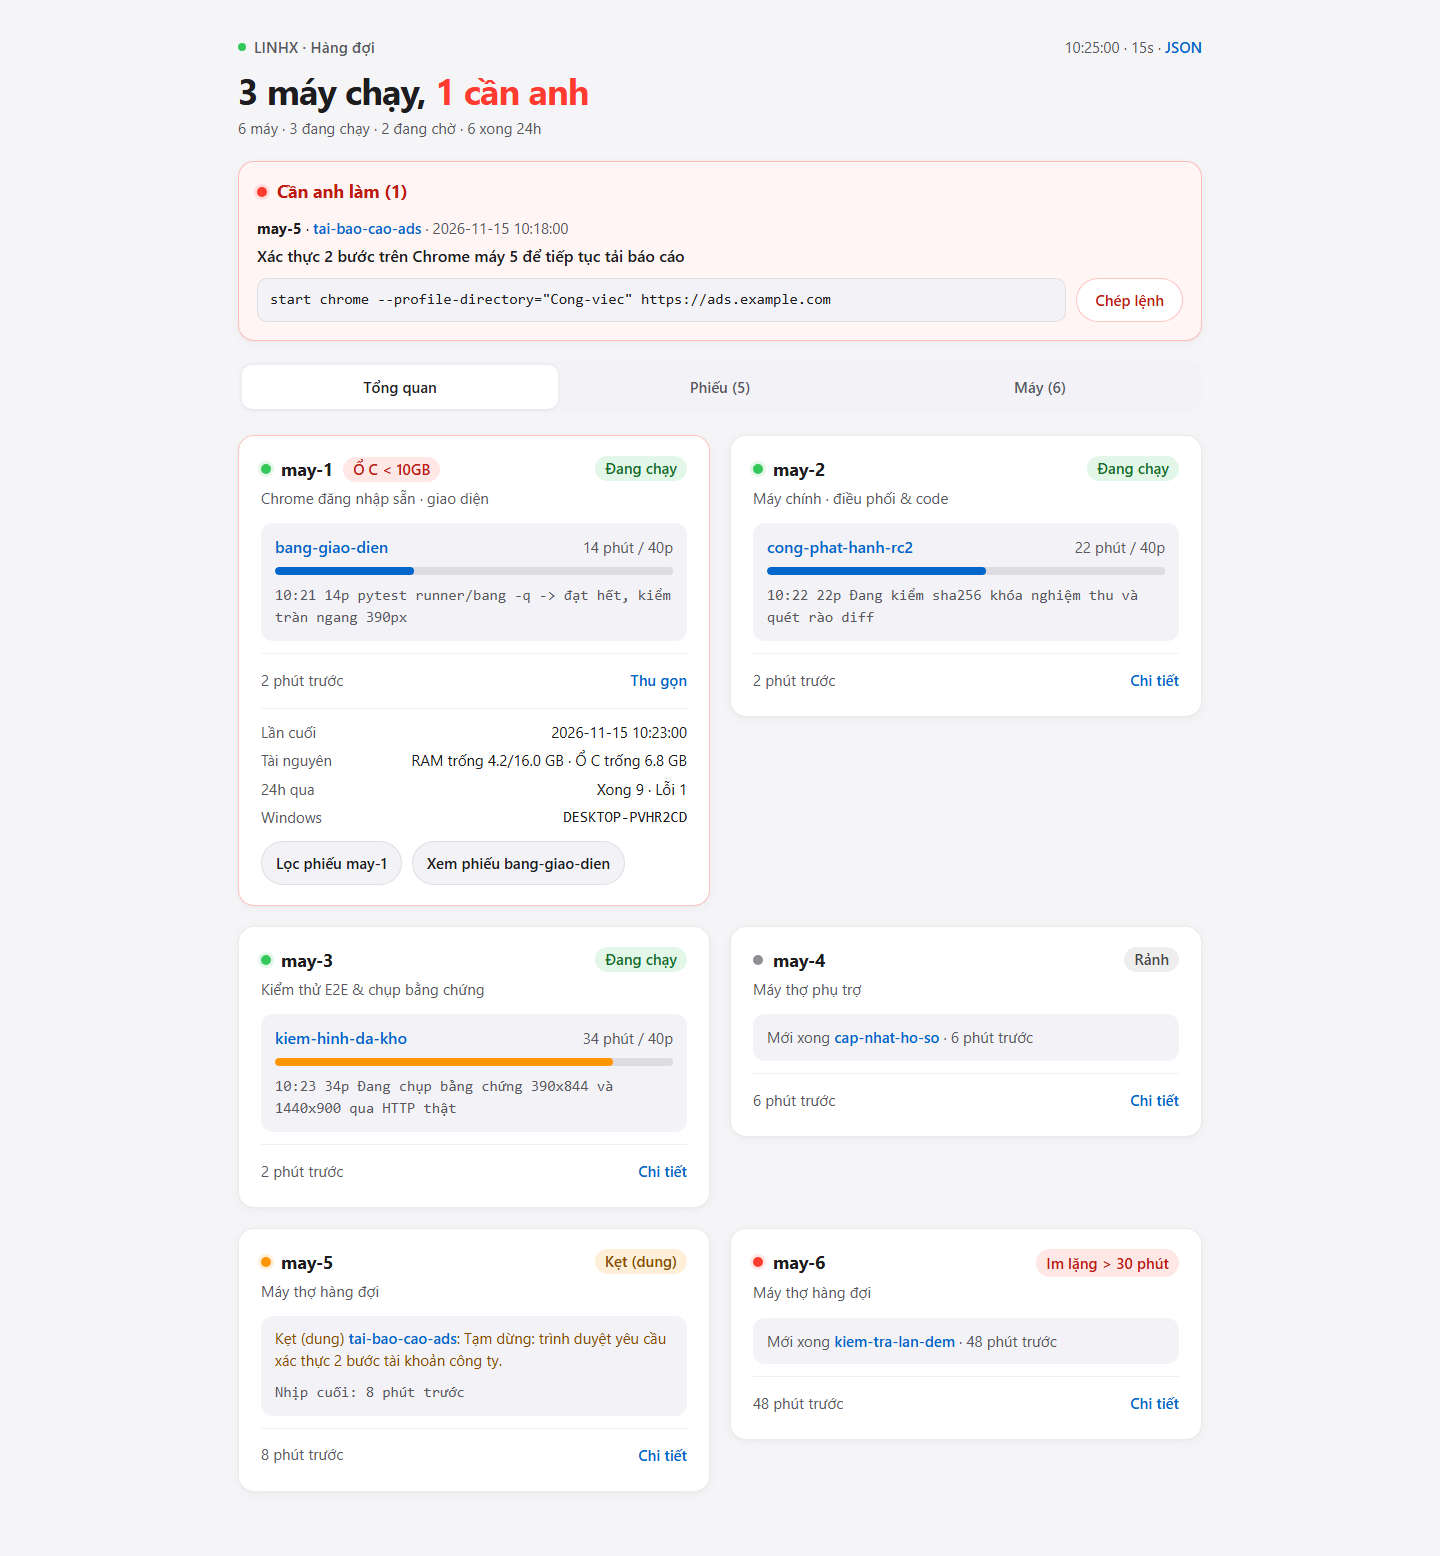 LINHX · Hàng đợi
10:25:00 · 15s · JSON
3 máy chạy, 1 cần anh
6 máy · 3 đang chạy · 2 đang chờ · 6 xong 24h
Cần anh làm (1)
may-5 · tai-bao-cao-ads · 2026-11-15 10:18:00
Xác thực 2 bước trên Chrome máy 5 để tiếp tục tải báo cáo
start chrome --profile-directory="Cong-viec" https://ads.example.com
Chép lệnh
Tổng quan
Phiếu (5)
Máy (6)
may-1
Ổ C < 10GB
Đang chạy
Chrome đăng nhập sẵn · giao diện
bang-giao-dien
14 phút / 40p
10:21 14p pytest runner/bang -q -> đạt hết, kiểm
tràn ngang 390px
2 phút trước
Thu gọn
Lần cuối
2026-11-15 10:23:00
Tài nguyên
RAM trống 4.2/16.0 GB · Ổ C trống 6.8 GB
24h qua
Xong 9 · Lỗi 1
Windows
DESKTOP-PVHR2CD
Lọc phiếu may-1
Xem phiếu bang-giao-dien
may-2
Đang chạy
Máy chính · điều phối & code
cong-phat-hanh-rc2
22 phút / 40p
10:22 22p Đang kiểm sha256 khóa nghiệm thu và
quét rào diff
2 phút trước
Chi tiết
may-3
Đang chạy
Kiểm thử E2E & chụp bằng chứng
kiem-hinh-da-kho
34 phút / 40p
10:23 34p Đang chụp bằng chứng 390x844 và
1440x900 qua HTTP thật
2 phút trước
Chi tiết
may-4
Rảnh
Máy thợ phụ trợ
Mới xong cap-nhat-ho-so · 6 phút trước
6 phút trước
Chi tiết
may-5
Kẹt (dung)
Máy thợ hàng đợi
Kẹt (dung) tai-bao-cao-ads: Tạm dừng: trình duyệt yêu cầu
xác thực 2 bước tài khoản công ty.
Nhịp cuối: 8 phút trước
8 phút trước
Chi tiết
may-6
Im lặng > 30 phút
Máy thợ hàng đợi
Mới xong kiem-tra-lan-dem · 48 phút trước
48 phút trước
Chi tiết